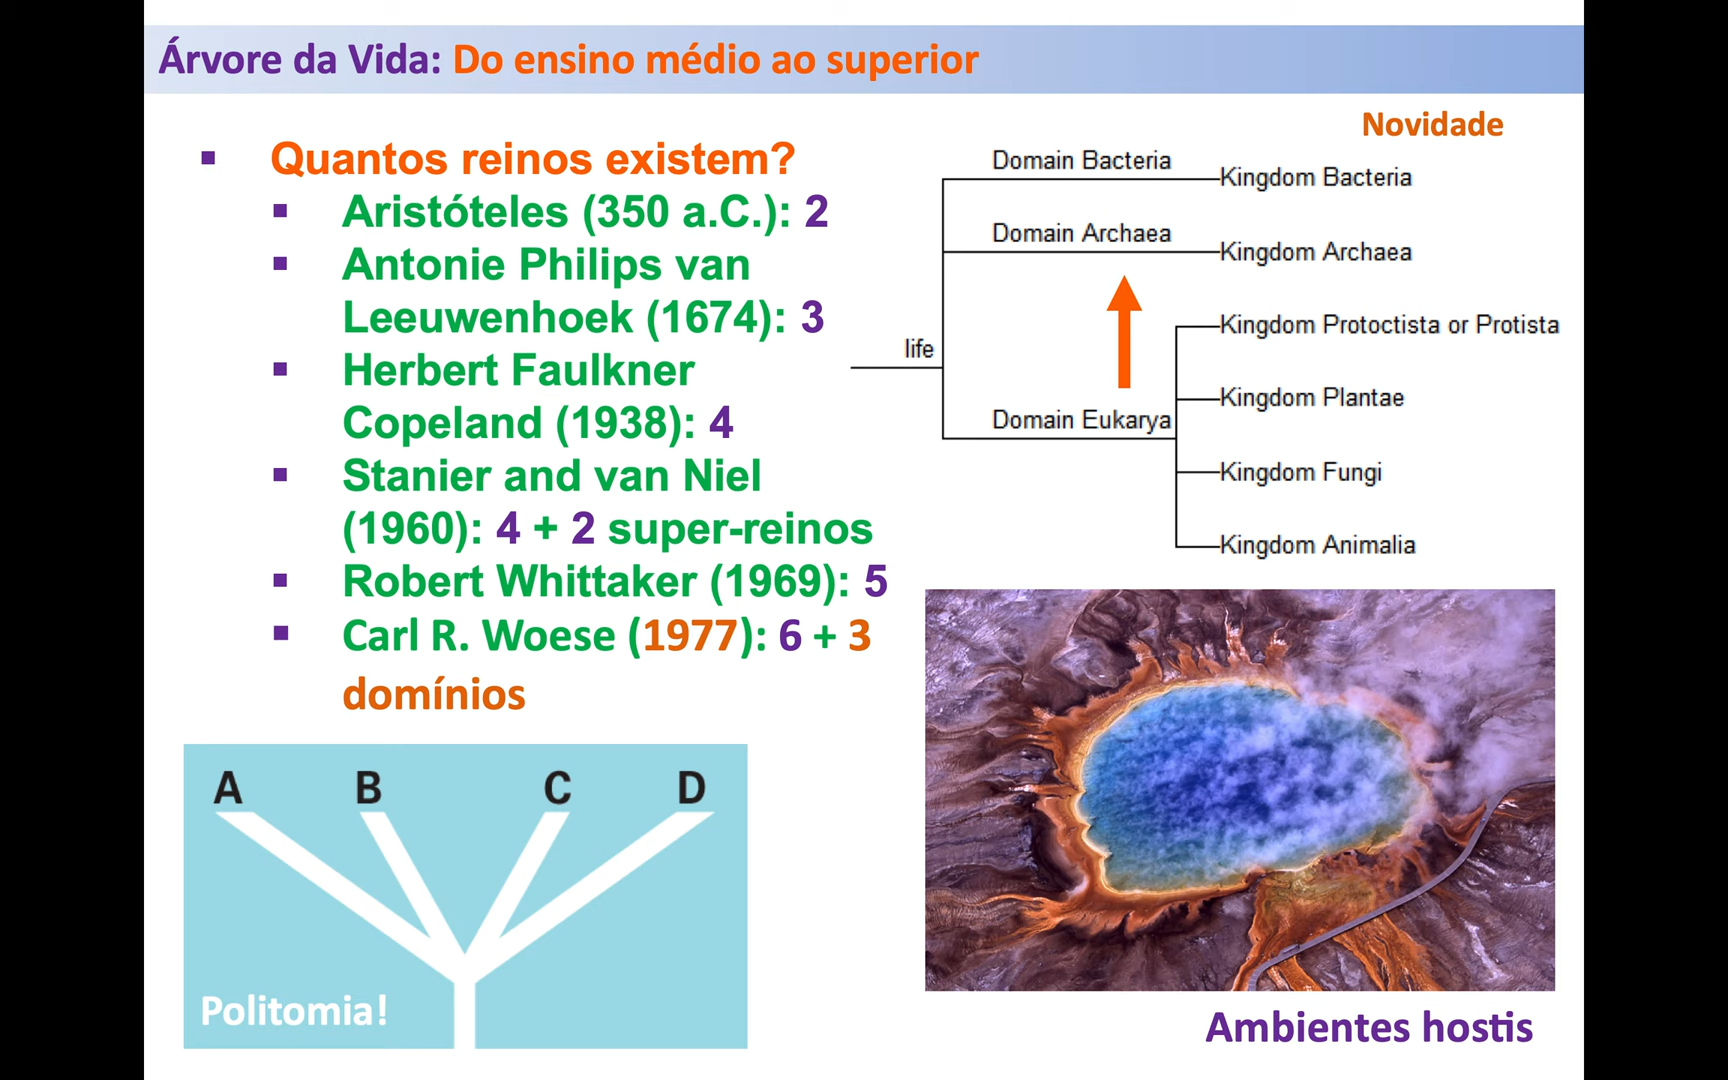 Árvore da Vida: Do ensino médio ao superior
Quantos reinos existem?
Aristóteles (350 a.C.): 2
Antonie Philips van
Leeuwenhoek (1674): 3
Herbert Faulkner
Copeland (1938): 4
Stanier and van Niel
(1960): 4 + 2 super-reinos
Robert Whittaker (1969): 5
Carl R. Woese (1977): 6 + 3
domínios
Novidade
Domain Bacteria
Kingdom Bacteria
Domain Archaea
Kingdom Archaea
Kingdom Protoctista or Protista
life
Kingdom Plantae
Domain Eukarya
Kingdom Fungi
Kingdom Animalia
A B C D
Politomia!
Ambientes hostis